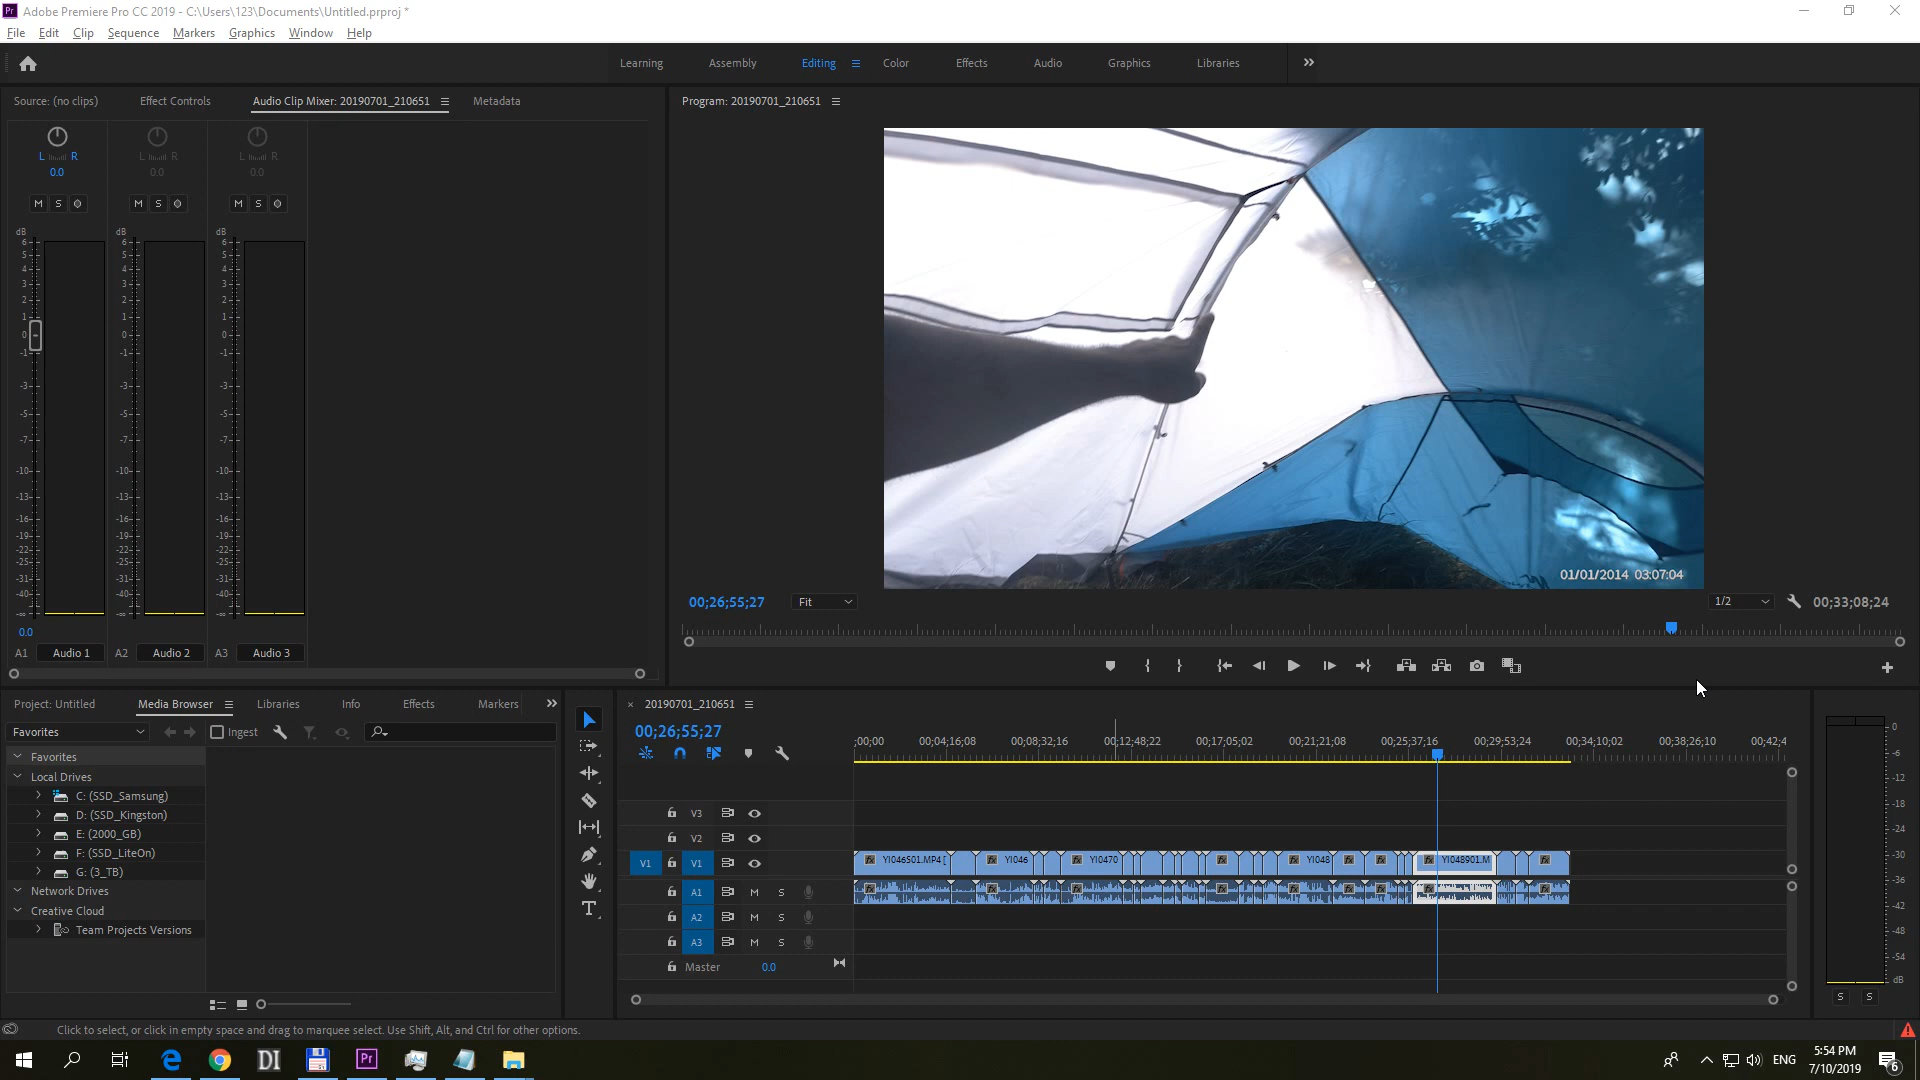 Adobe Premiere Pro CC 2019 - C:\Users\123\Documents\Untitled.prproj *
File Edit Clip Sequence Markers Graphics Window Help
Learning Assembly Editing Color Effects Audio Graphics Libraries
Source: (no clips) Effect Controls Audio Clip Mixer: 20190701_210651 Metadata
Program: 20190701_210651
L R L R L R
0.0 0.0 0.0
M S M S M S
dB dB dB
6 6 6
5 5 5
4 4 4
3 3 3
2 2 2
1 1 1
0 0 0
-1 -1 -1
-3 -3 -3
-5 -5 -5
-7 -7 -7
-10 -10 -10
-13 -13 -13
-16 -16 -16
-19 -19 -19
-22 -22 -22
-25 -25 -25
-31 -31 -31
-40 -40 -40
-∞ -∞ -∞
0.0
A1 Audio 1 A2 Audio 2 A3 Audio 3
01/01/2014 03:07:04
00;26;55;27 Fit 1/2 00;33;08;24
Project: Untitled Media Browser Libraries Info Effects Markers
Favorites Ingest
Favorites
Local Drives
C: (SSD_Samsung)
D: (SSD_Kingston)
E: (2000_GB)
F: (SSD_LiteOn)
G: (3_TB)
Network Drives
Creative Cloud
Team Projects Versions
× 20190701_210651
00;26;55;27
;00;00 00;04;16;08 00;08;32;16 00;12;48;22 00;17;05;02 00;21;21;08 00;25;37;16 00;29;53;24 00;34;10;02 00;38;26;10 00;42;4
V3
V2
V1 V1 YI046501.MP4 [ YI046 YI0470 YI048 YI048901.M
A1 M S
A2 M S
A3 M S
Master 0.0
0
-6
-12
-18
-24
-30
-36
-42
-48
-54
dB
S S
Click to select, or click in empty space and drag to marquee select. Use Shift, Alt, and Ctrl for other options.
DI Pr ENG 5:54 PM
7/10/2019 6